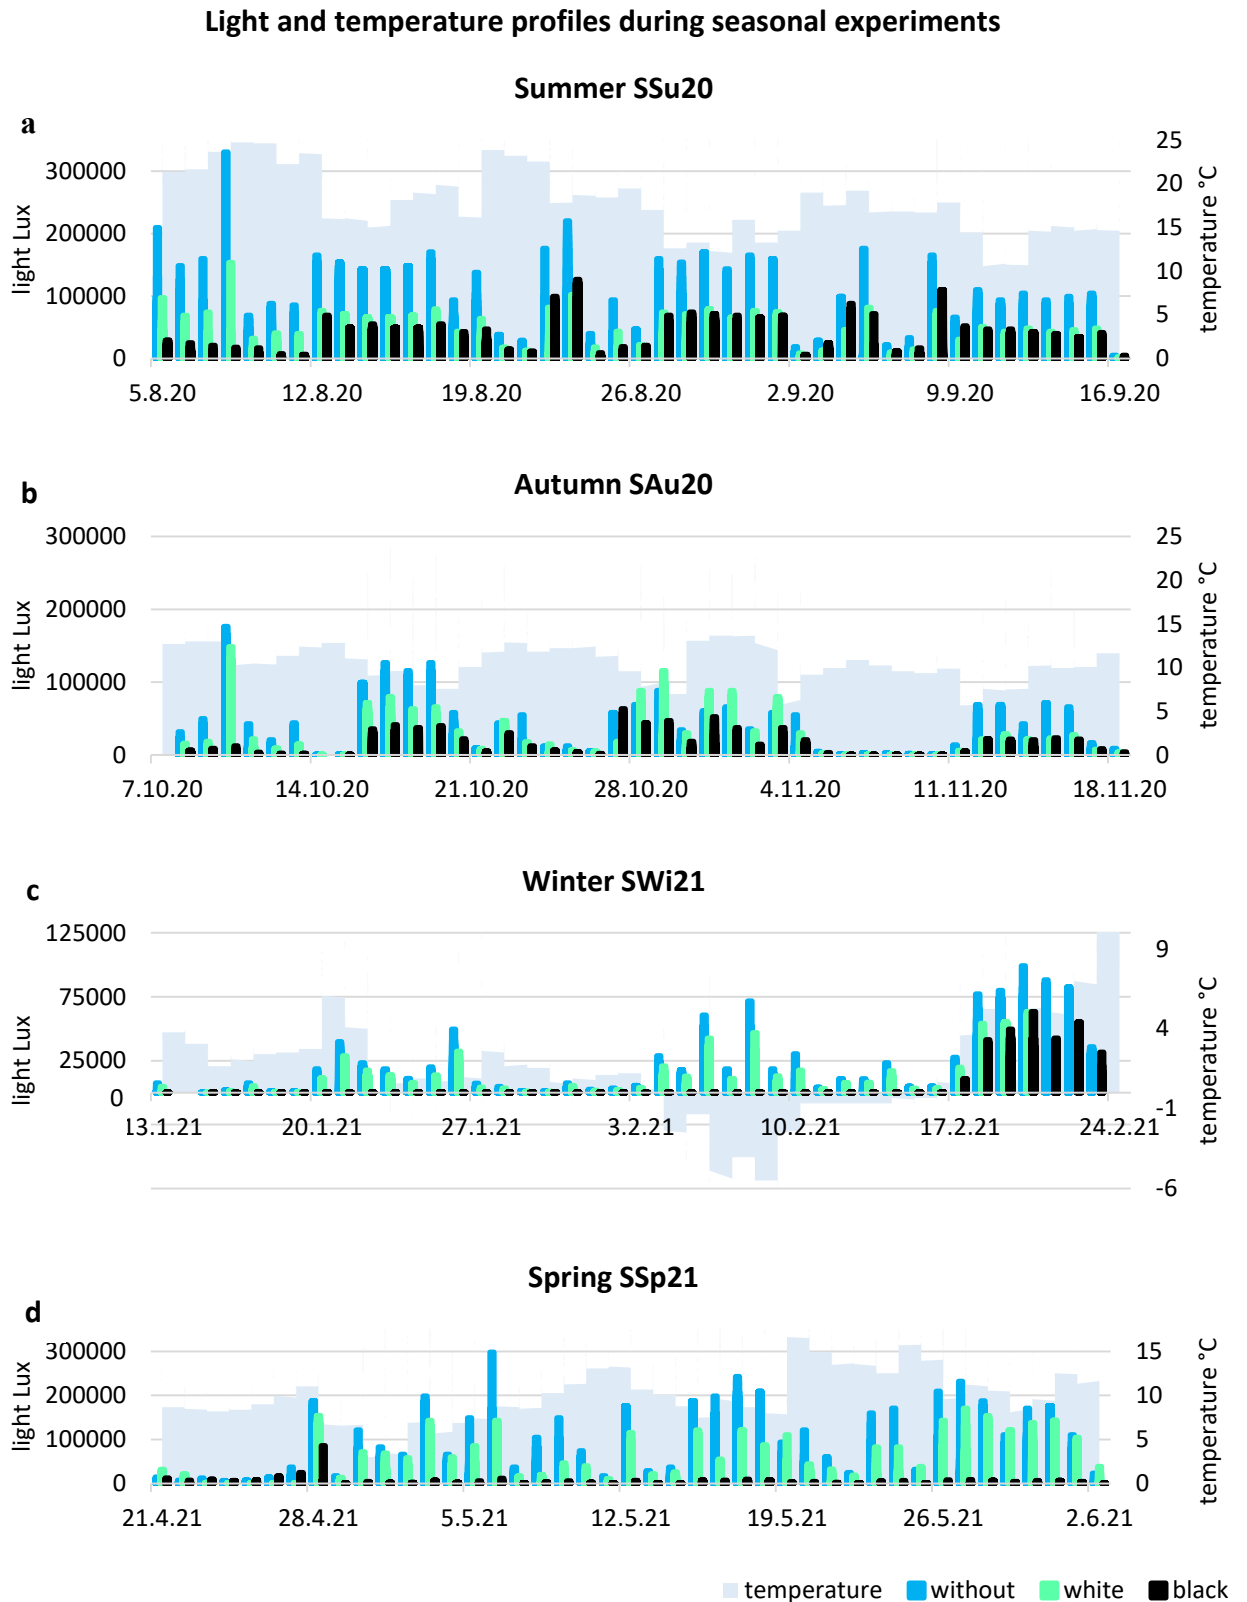 Light and temperature profiles during seasonal experiments
Summer SSu20
a
light Lux
300000
200000
100000
0
25
20
15
10
5
0
temperature °C
5.8.20 12.8.20 19.8.20 26.8.20 2.9.20 9.9.20 16.9.20
Autumn SAu20
b
light Lux
300000
200000
100000
0
25
20
15
10
5
0
temperature °C
7.10.20 14.10.20 21.10.20 28.10.20 4.11.20 11.11.20 18.11.20
Winter SWi21
c
light Lux
125000
75000
25000
0
9
4
-1
-6
temperature °C
13.1.21 20.1.21 27.1.21 3.2.21 10.2.21 17.2.21 24.2.21
Spring SSp21
d
light Lux
300000
200000
100000
0
15
10
5
0
temperature °C
21.4.21 28.4.21 5.5.21 12.5.21 19.5.21 26.5.21 2.6.21
temperature without white black